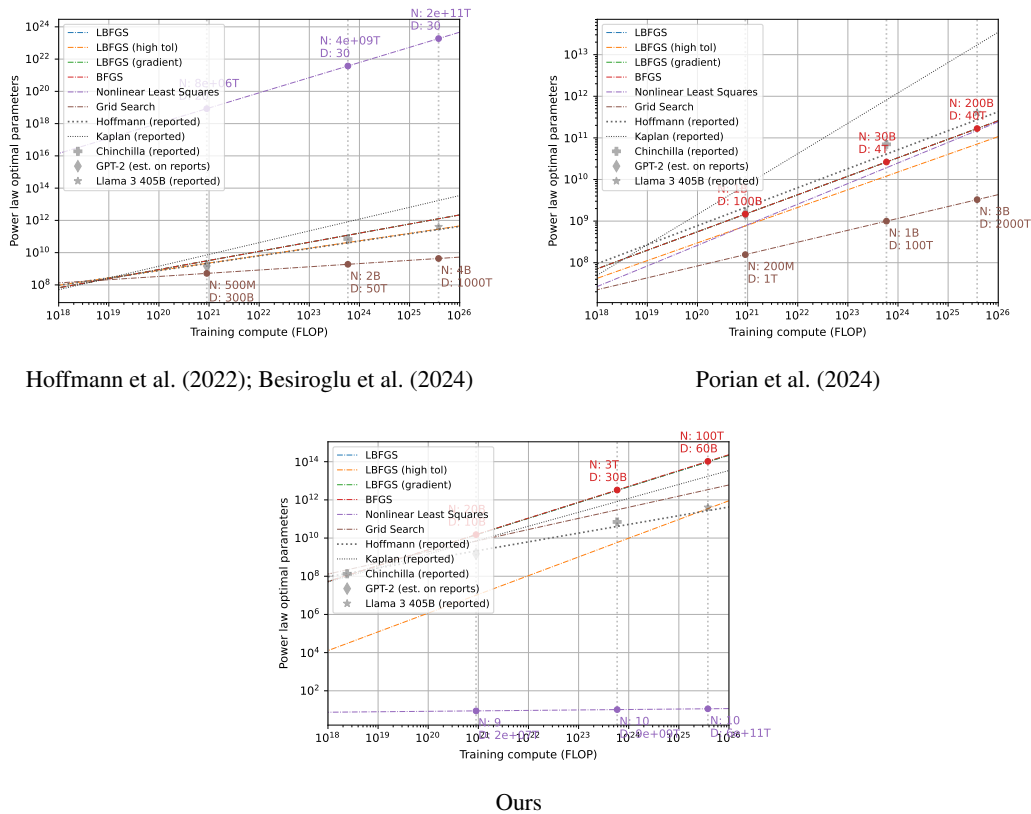 N: 2e+11T
D: 30
N: 4e+09T
D: 30
N: 8e+06T
LBFGS
LBFGS (high tol)
LBFGS (gradient)
BFGS
Nonlinear Least Squares
Grid Search
Hoffmann (reported)
Kaplan (reported)
Chinchilla (reported)
GPT-2 (est. on reports)
Llama 3 405B (reported)
Power law optimal parameters
10^24
10^22
10^20
10^18
10^16
10^14
10^12
10^10
10^8
N: 500M
D: 300B
N: 2B
D: 50T
N: 4B
D: 1000T
10^18 10^19 10^20 10^21 10^22 10^23 10^24 10^25 10^26
Training compute (FLOP)
Hoffmann et al. (2022); Besiroglu et al. (2024)
LBFGS
LBFGS (high tol)
LBFGS (gradient)
BFGS
Nonlinear Least Squares
Grid Search
Hoffmann (reported)
Kaplan (reported)
Chinchilla (reported)
GPT-2 (est. on reports)
Llama 3 405B (reported)
Power law optimal parameters
10^13
10^12
10^11
10^10
10^9
10^8
N: 200B
D: 40T
N: 30B
D: 4T
D: 100B
N: 200M
D: 1T
N: 1B
D: 100T
N: 3B
D: 2000T
10^18 10^19 10^20 10^21 10^22 10^23 10^24 10^25 10^26
Training compute (FLOP)
Porian et al. (2024)
N: 100T
D: 60B
N: 3T
D: 30B
LBFGS
LBFGS (high tol)
LBFGS (gradient)
BFGS
Nonlinear Least Squares
Grid Search
Hoffmann (reported)
Kaplan (reported)
Chinchilla (reported)
GPT-2 (est. on reports)
Llama 3 405B (reported)
Power law optimal parameters
10^14
10^12
10^10
10^8
10^6
10^4
10^2
N: 9
N: 10
N: 10
10^18 10^19 10^20 10^21 10^22 10^23 10^24 10^25 10^26
Training compute (FLOP)
Ours